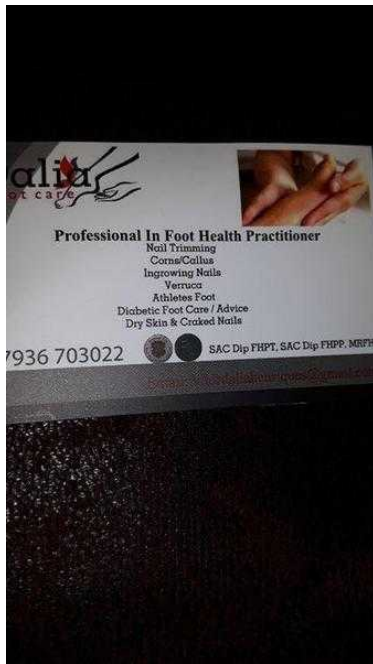 alia
ot care
Professional In Foot Health Practitioner
Nail Trimming
Corns/Callus
Ingrowing Nails
Verruca
Athletes Foot
Diabetic Foot Care / Advice
Dry Skin & Craked Nails
7936 703022
SAC Dip FHPT, SAC Dip FHPP, MRFH
Email: